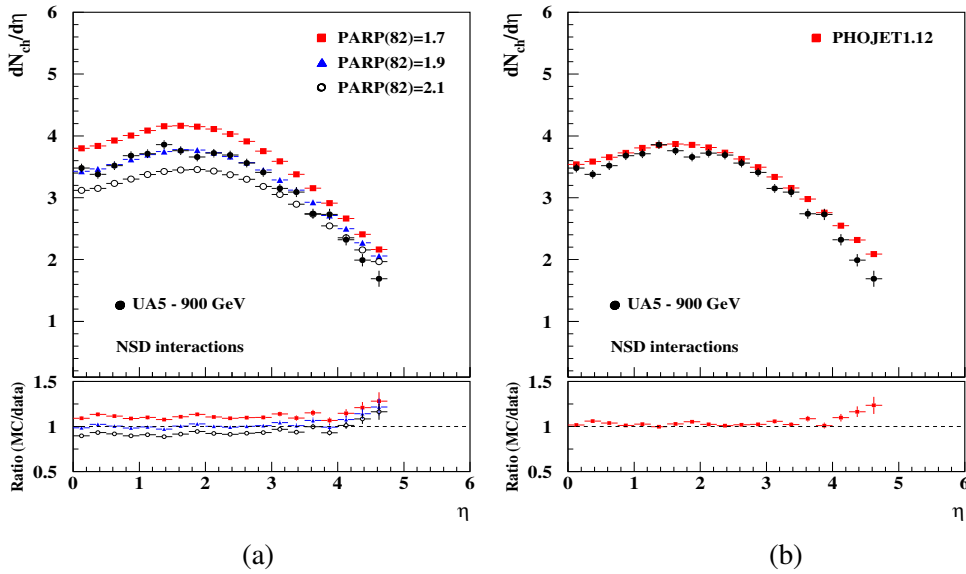 dN_ch/dη
6
5
4
3
2
1
PARP(82)=1.7
PARP(82)=1.9
PARP(82)=2.1
UA5 - 900 GeV
NSD interactions
Ratio (MC/data)
1.5
1
0.5
0 1 2 3 4 5 6
η
(a)
dN_ch/dη
6
5
4
3
2
1
PHOJET1.12
UA5 - 900 GeV
NSD interactions
Ratio (MC/data)
1.5
1
0.5
0 1 2 3 4 5 6
η
(b)